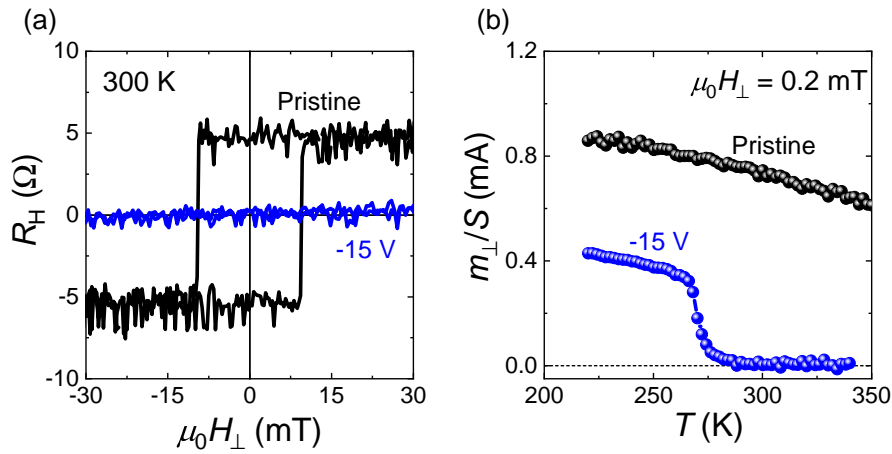 (a)
300 K
Pristine
-15 V
R_H (Ω)
10
5
0
-5
-10
-30
-15
0
15
30
μ₀H⊥ (mT)
(b)
μ₀H⊥ = 0.2 mT
Pristine
-15 V
m⊥/S (mA)
1.2
0.8
0.4
0.0
200
250
300
350
T (K)